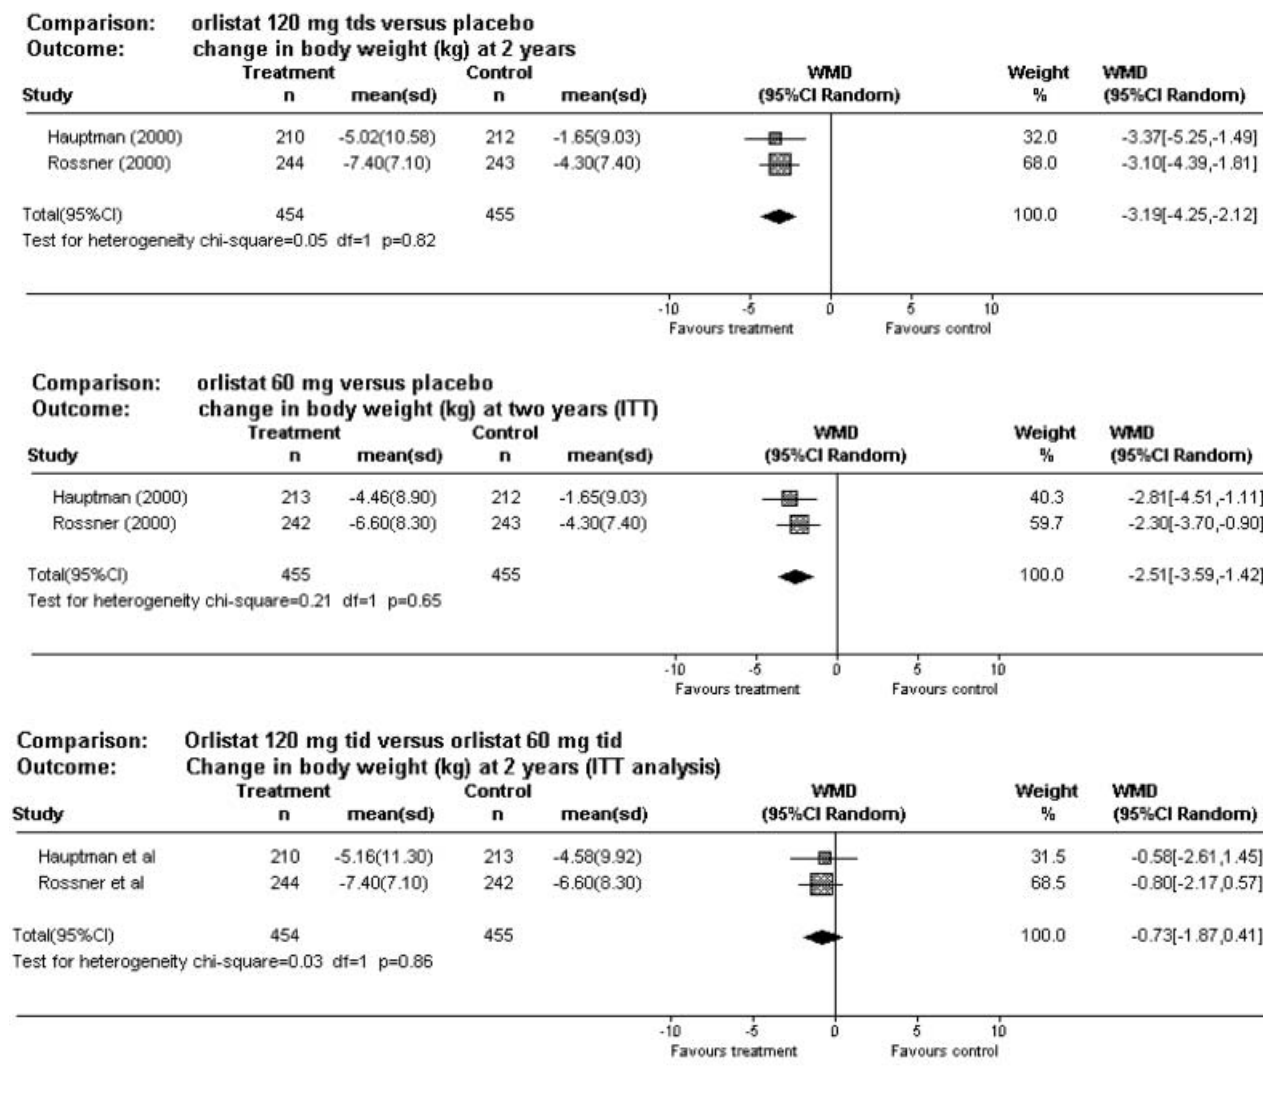 Comparison: orlistat 120 mg tds versus placebo
Outcome: change in body weight (kg) at 2 years
Treatment Control WMD Weight WMD
Study n mean(sd) n mean(sd) (95%CI Random) % (95%CI Random)
Hauptman (2000) 210 -5.02(10.58) 212 -1.65(9.03) 32.0 -3.37[-5.25,-1.49]
Rossner (2000) 244 -7.40(7.10) 243 -4.30(7.40) 68.0 -3.10[-4.39,-1.81]
Total(95%CI) 454 455 100.0 -3.19[-4.25,-2.12]
Test for heterogeneity chi-square=0.05 df=1 p=0.82
-10 -5 0 5 10
Favours treatment Favours control
Comparison: orlistat 60 mg versus placebo
Outcome: change in body weight (kg) at two years (ITT)
Treatment Control WMD Weight WMD
Study n mean(sd) n mean(sd) (95%CI Random) % (95%CI Random)
Hauptman (2000) 213 -4.46(8.90) 212 -1.65(9.03) 40.3 -2.81[-4.51,-1.11]
Rossner (2000) 242 -6.60(8.30) 243 -4.30(7.40) 59.7 -2.30[-3.70,-0.90]
Total(95%CI) 455 455 100.0 -2.51[-3.59,-1.42]
Test for heterogeneity chi-square=0.21 df=1 p=0.65
-10 -5 0 5 10
Favours treatment Favours control
Comparison: Orlistat 120 mg tid versus orlistat 60 mg tid
Outcome: Change in body weight (kg) at 2 years (ITT analysis)
Treatment Control WMD Weight WMD
Study n mean(sd) n mean(sd) (95%CI Random) % (95%CI Random)
Hauptman et al 210 -5.16(11.30) 213 -4.58(9.92) 31.5 -0.58[-2.61,1.45]
Rossner et al 244 -7.40(7.10) 242 -6.60(8.30) 68.5 -0.80[-2.17,0.57]
Total(95%CI) 454 455 100.0 -0.73[-1.87,0.41]
Test for heterogeneity chi-square=0.03 df=1 p=0.86
-10 -5 0 5 10
Favours treatment Favours control